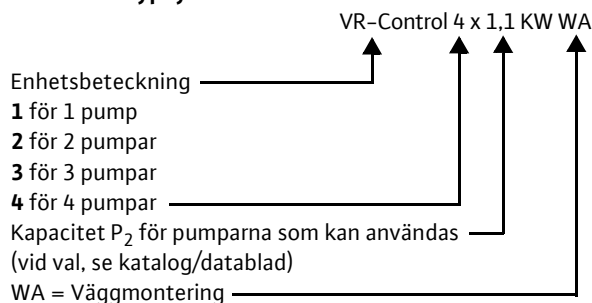 VR-Control 4 x 1,1 KW WA
Enhetsbeteckning
1 för 1 pump
2 för 2 pumpar
3 för 3 pumpar
4 för 4 pumpar
Kapacitet P2 för pumparna som kan användas
(vid val, se katalog/datablad)
WA = Väggmontering